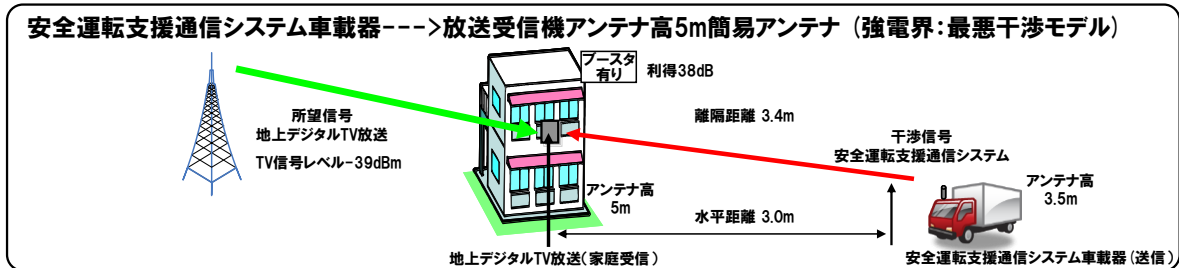 安全運転支援通信システム車載器--->放送受信機アンテナ高5m簡易アンテナ (強電界:最悪干渉モデル)
ブースタ
有り
利得38dB
所望信号
地上デジタルTV放送
TV信号レベル-39dBm
離隔距離 3.4m
干渉信号
安全運転支援通信システム
アンテナ高
5m
アンテナ高
3.5m
水平距離 3.0m
地上デジタルTV放送(家庭受信)
安全運転支援通信システム車載器(送信)